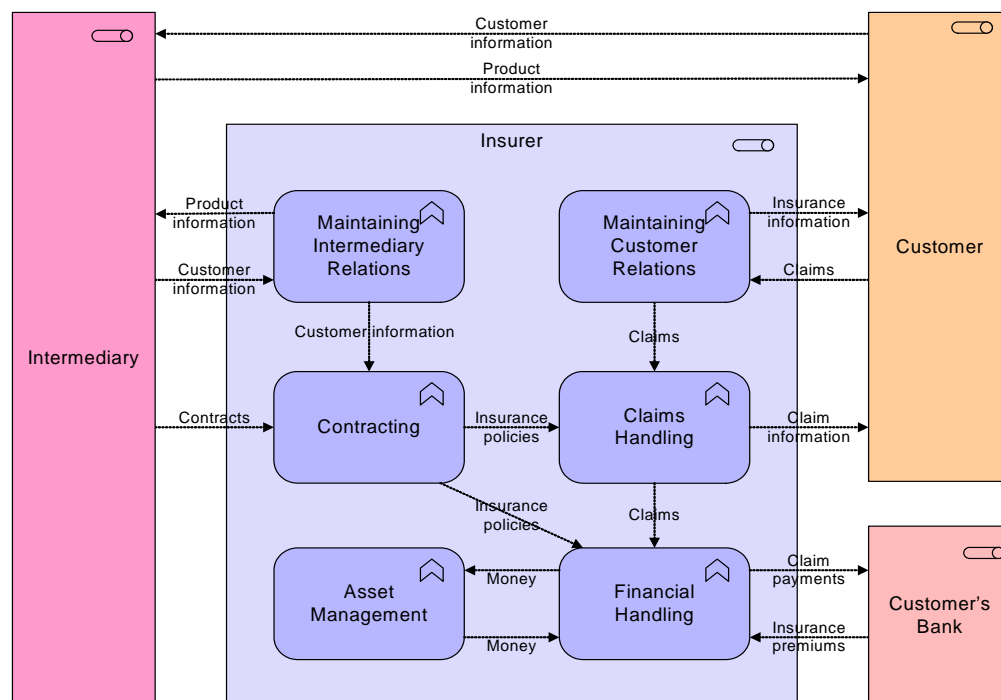 Customer
information
Product
information
Insurer
Product
information
Maintaining
Intermediary
Relations
Maintaining
Customer
Relations
Insurance
information
Customer
information
Claims
Customer
Customer information
Claims
Intermediary
Contracts
Contracting
Insurance
policies
Claims
Handling
Claim
information
Insurance
policies
Claims
Asset
Management
Money
Money
Financial
Handling
Claim
payments
Insurance
premiums
Customer’s
Bank